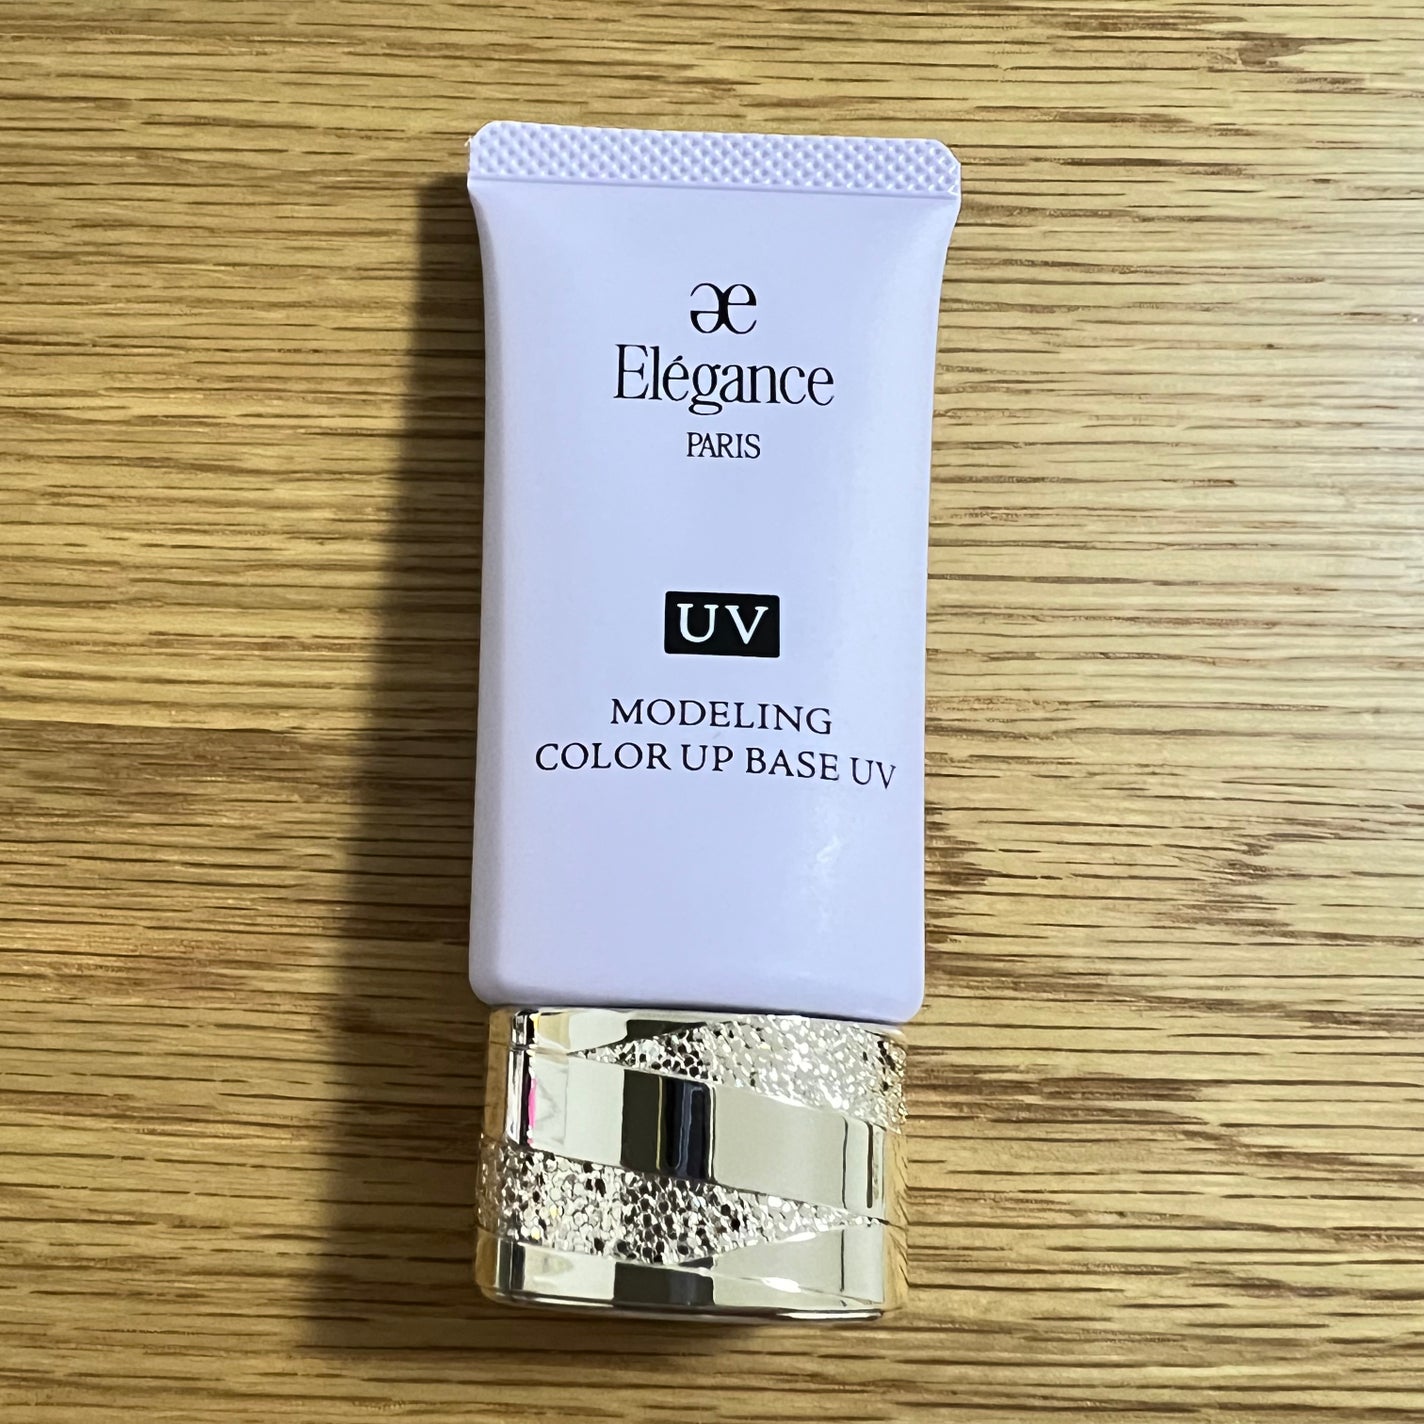 Elégance
PARIS
UV
MODELING
COLOR UP BASE UV